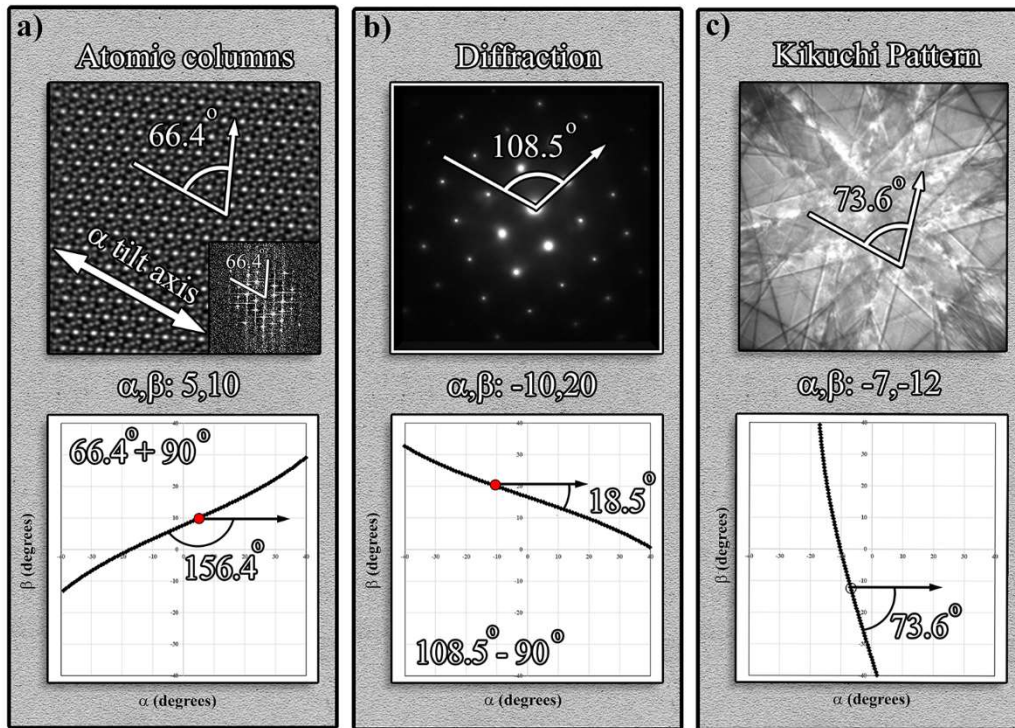 a)
Atomic columns
66.4°
α tilt axis
66.4°
α,β: 5,10
66.4° + 90°
156.4°
β (degrees)
α (degrees)
b)
Diffraction
108.5°
α,β: -10,20
18.5°
108.5° - 90°
β (degrees)
α (degrees)
c)
Kikuchi Pattern
73.6°
α,β: -7,-12
73.6°
β (degrees)
α (degrees)